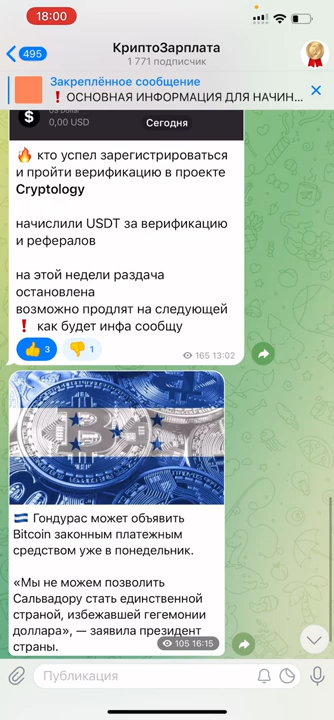 18:00
495
КриптоЗарплата
1 771 подписчик
Закреплённое сообщение
❗ ОСНОВНАЯ ИНФОРМАЦИЯ ДЛЯ НАЧИН...
$
0,00 USD
Сегодня
🔥 кто успел зарегистрироваться
и пройти верификацию в проекте
Cryptology
начислили USDT за верификацию
и рефералов
на этой недели раздача
остановлена
возможно продлят на следующей
❗ как будет инфа сообщу
👍 3
👎 1
165 13:02
🇭🇳 Гондурас может объявить
Bitcoin законным платежным
средством уже в понедельник.
«Мы не можем позволить
Сальвадору стать единственной
страной, избежавшей гегемонии
доллара», — заявила президент
страны.
105 16:15
Публикация